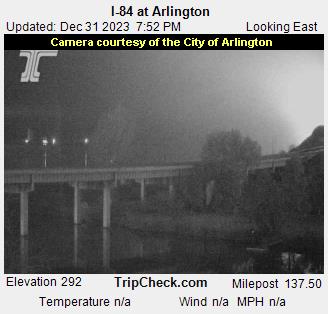 I-84 at Arlington
Updated: Dec 31 2023 7:52 PM Looking East
Camera courtesy of the City of Arlington
Elevation 292 TripCheck.com Milepost 137.50
Temperature n/a Wind n/a MPH n/a